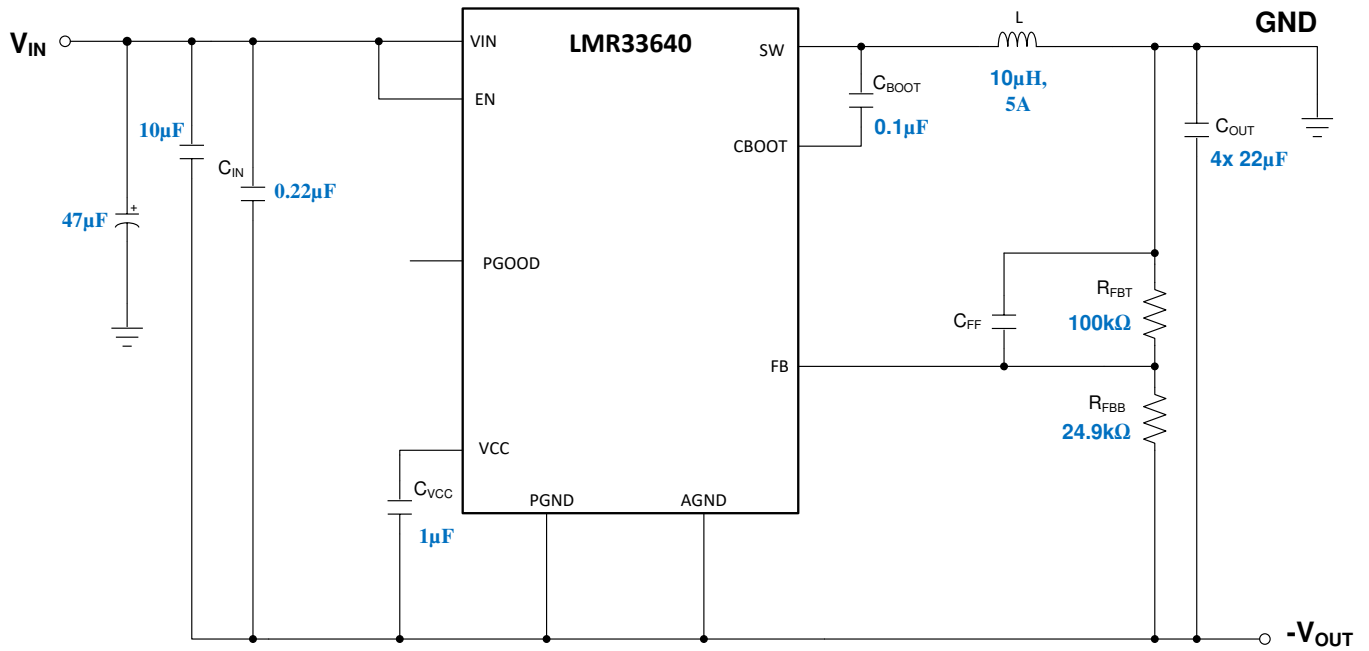 VIN
LMR33640
GND
VIN
SW
L
10µH,
5A
CBOOT
0.1µF
EN
10µF
CIN
0.22µF
CBOOT
COUT
4x 22µF
+
47µF
PGOOD
RFBT
100kΩ
CFF
FB
RFBB
24.9kΩ
VCC
CVCC
1µF
PGND
AGND
-VOUT